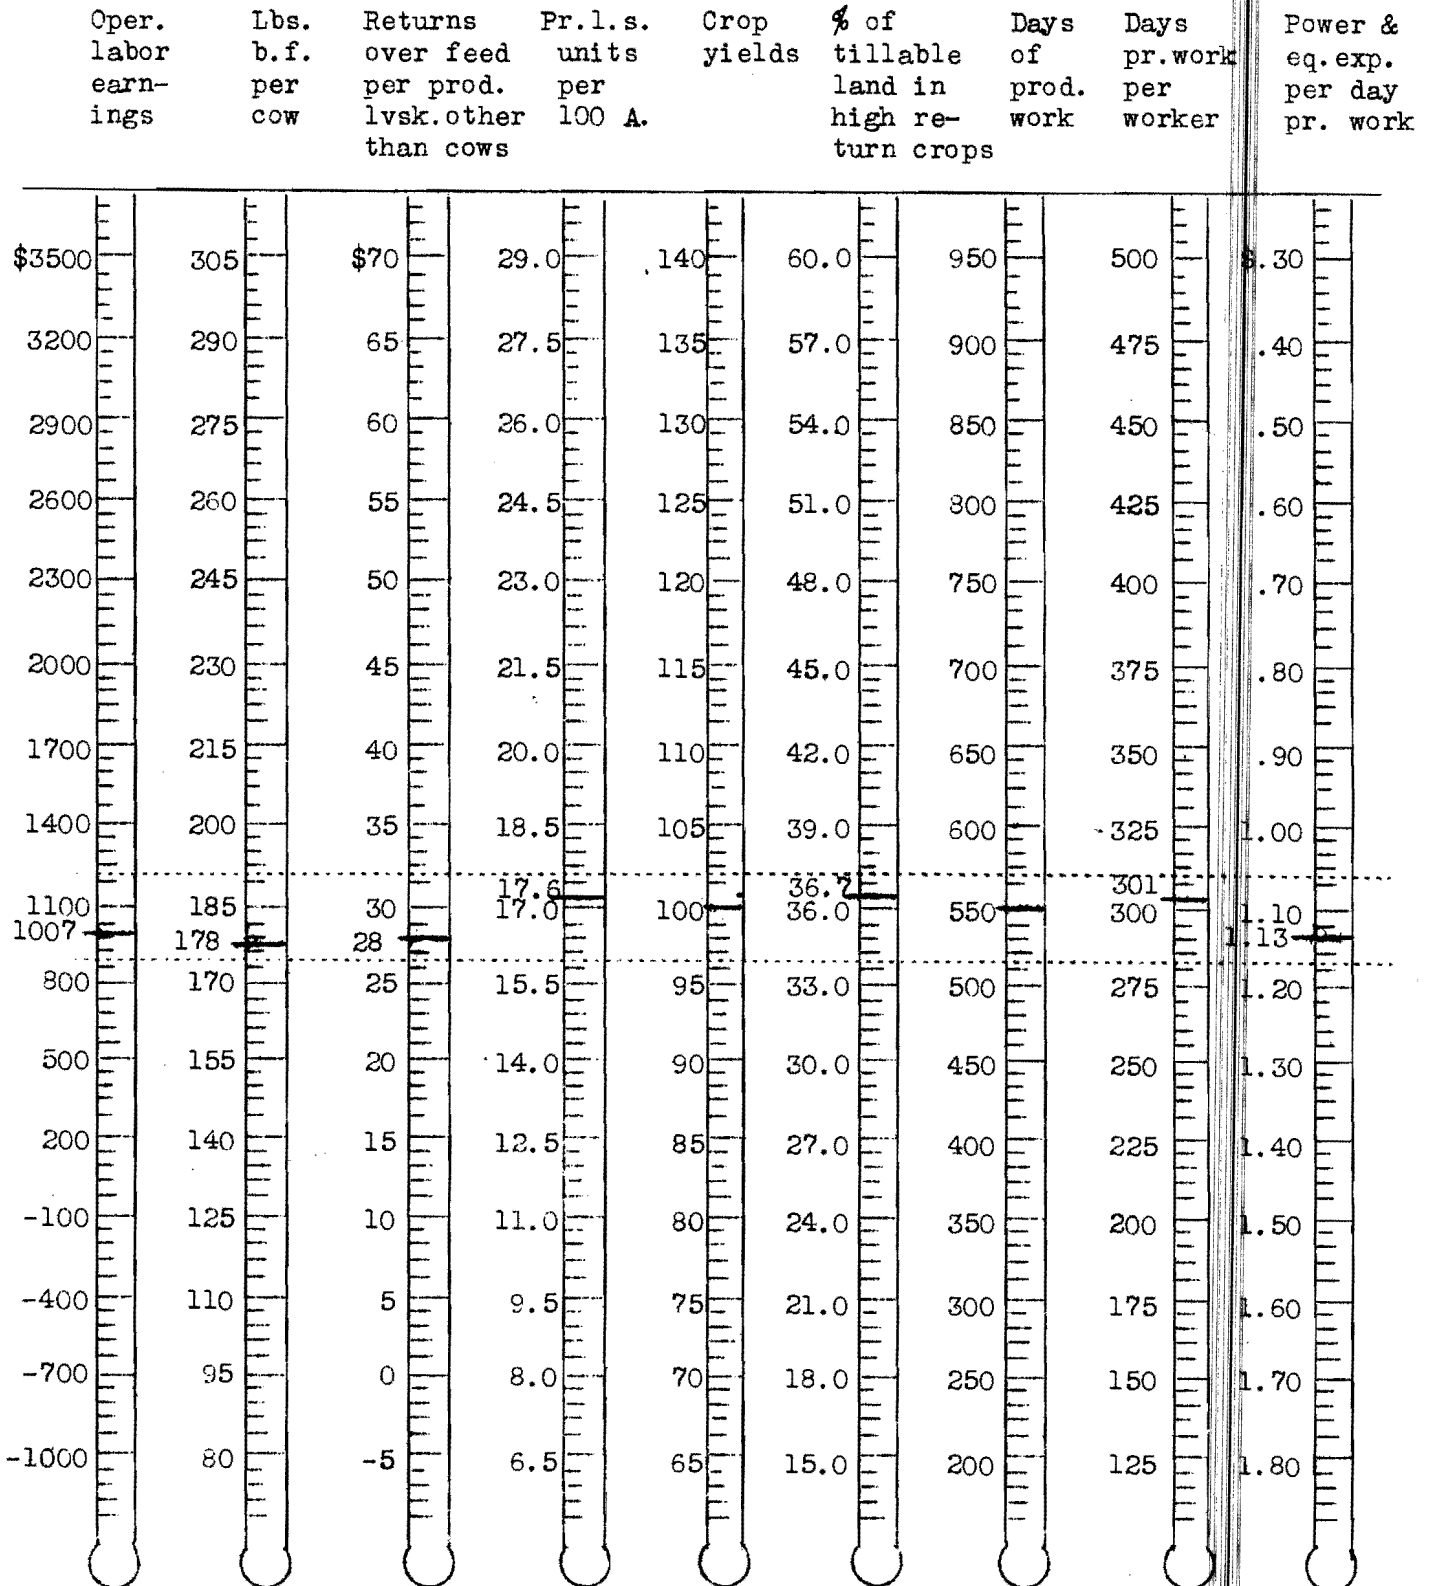 Oper. Lbs. Returns Pr.l.s. Crop % of Days Days Power &
labor b.f. over feed units yields tillable of pr.work eq.exp.
earn- per per prod. per land in prod. per per day
ings cow lvsk.other 100 A. high re- work worker pr. work
than cows turn crops
$3500 305 $70 29.0 140 60.0 950 500 $.30
3200 290 65 27.5 135 57.0 900 475 .40
2900 275 60 26.0 130 54.0 850 450 .50
2600 260 55 24.5 125 51.0 800 425 .60
2300 245 50 23.0 120 48.0 750 400 .70
2000 230 45 21.5 115 45.0 700 375 .80
1700 215 40 20.0 110 42.0 650 350 .90
1400 200 35 18.5 105 39.0 600 325 1.00
17.6 36.7 301
1100 185 30 17.0 100 36.0 550 300 1.10
1007 178 28 1.13
800 170 25 15.5 95 33.0 500 275 1.20
500 155 20 14.0 90 30.0 450 250 1.30
200 140 15 12.5 85 27.0 400 225 1.40
-100 125 10 11.0 80 24.0 350 200 1.50
-400 110 5 9.5 75 21.0 300 175 1.60
-700 95 0 8.0 70 18.0 250 150 1.70
-1000 80 -5 6.5 65 15.0 200 125 1.80